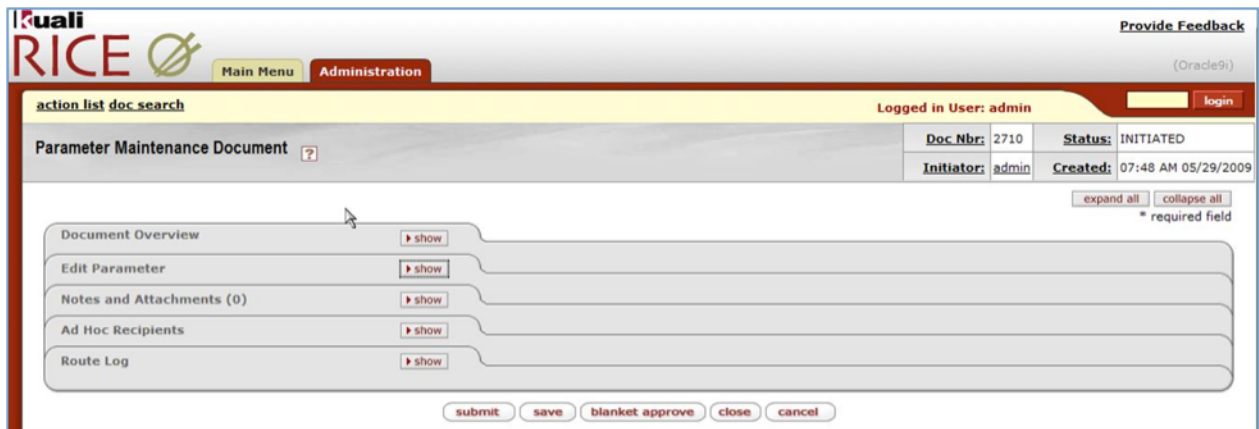 kuali
RICE
Provide Feedback
(Oracle9i)
Main Menu Administration
action list doc search Logged in User: admin login
Parameter Maintenance Document ? Doc Nbr: 2710 Status: INITIATED
Initiator: admin Created: 07:48 AM 05/29/2009
expand all collapse all
* required field
Document Overview show
Edit Parameter show
Notes and Attachments (0) show
Ad Hoc Recipients show
Route Log show
submit save blanket approve close cancel